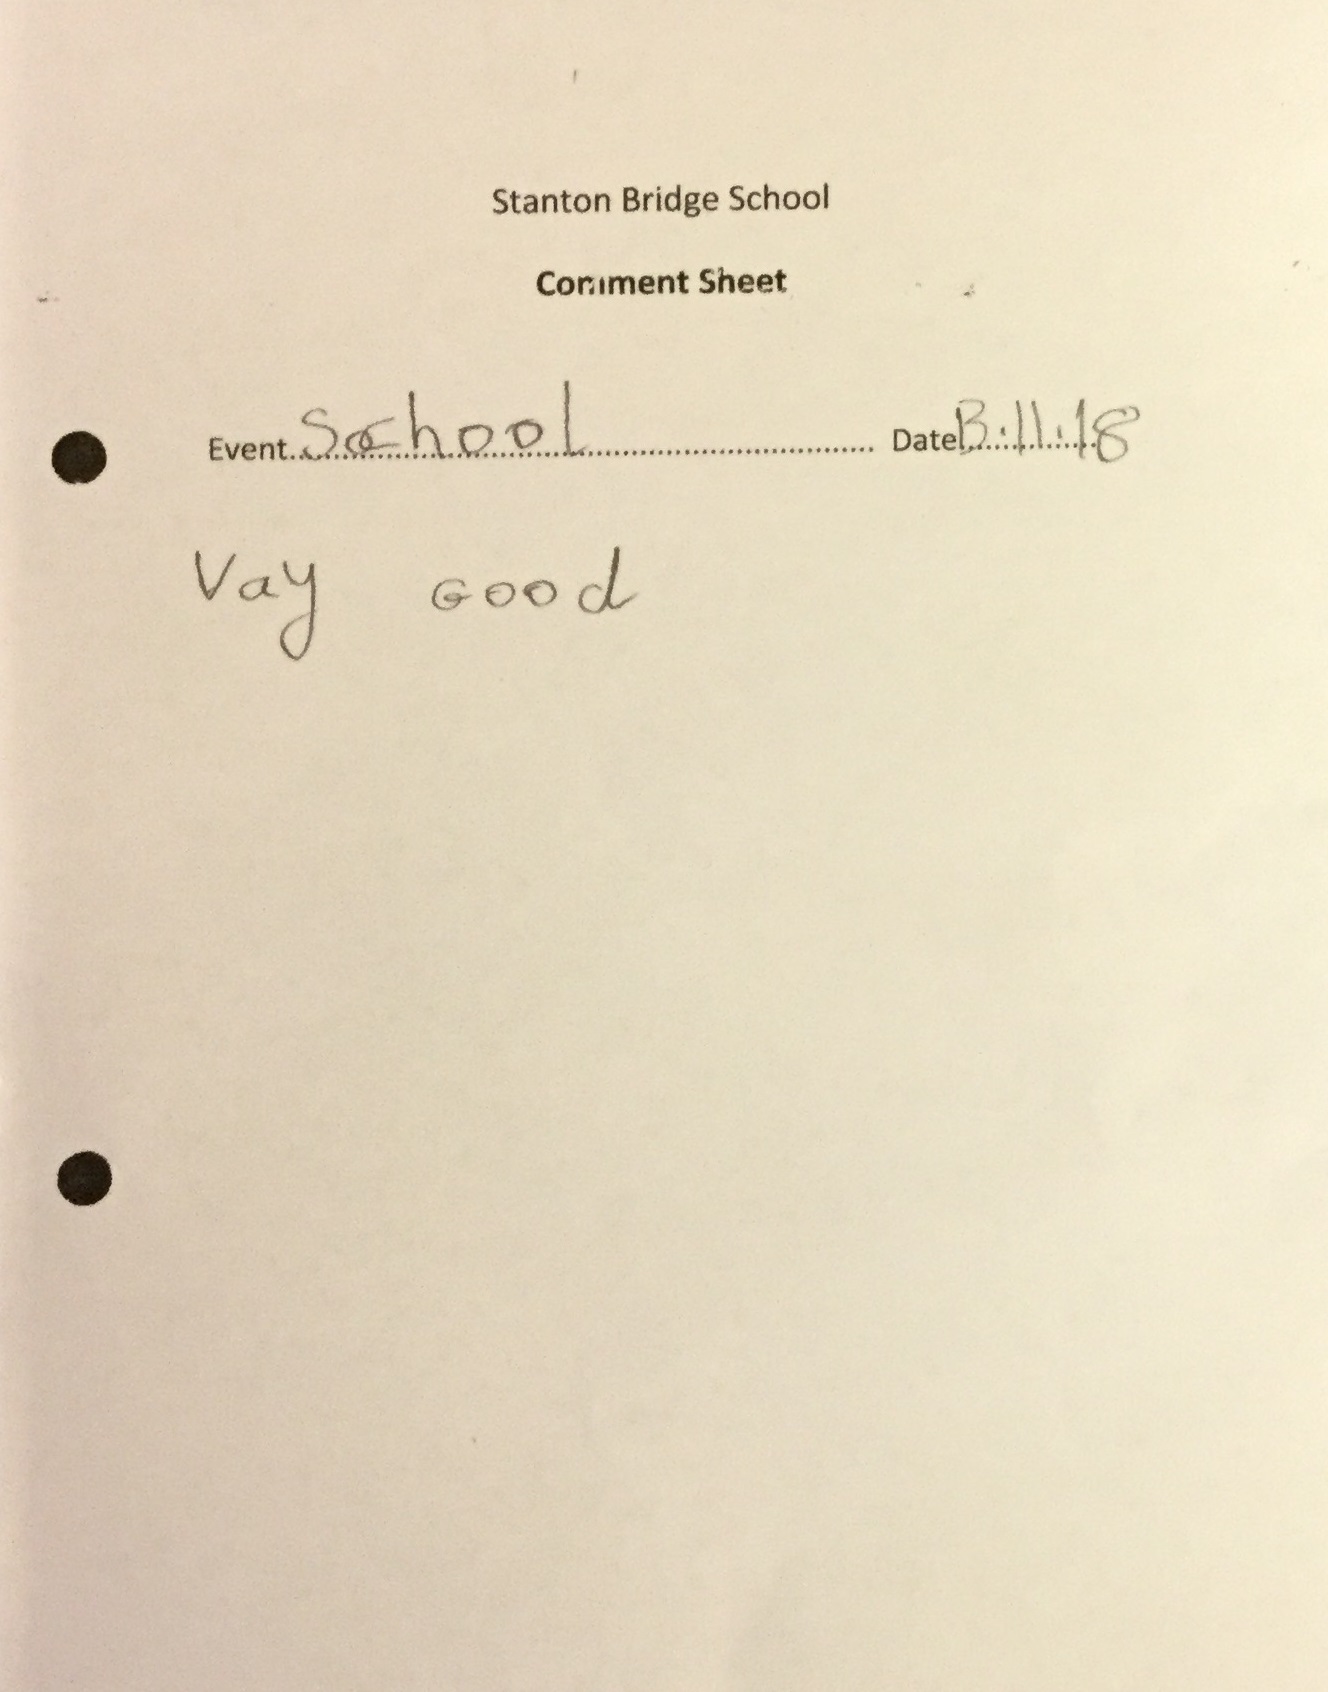 Stanton Bridge School
Comment Sheet
Event School Date 13.11.18
Vay Good